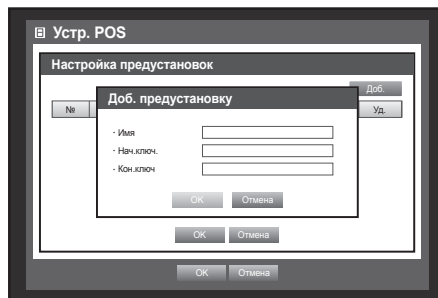 Устр. POS
Настройка предустановок
Доб.
№ Уд.
Доб. предустановку
· Имя
· Нач.ключ.
· Кон.ключ
OK Отмена
OK Отмена
OK Отмена